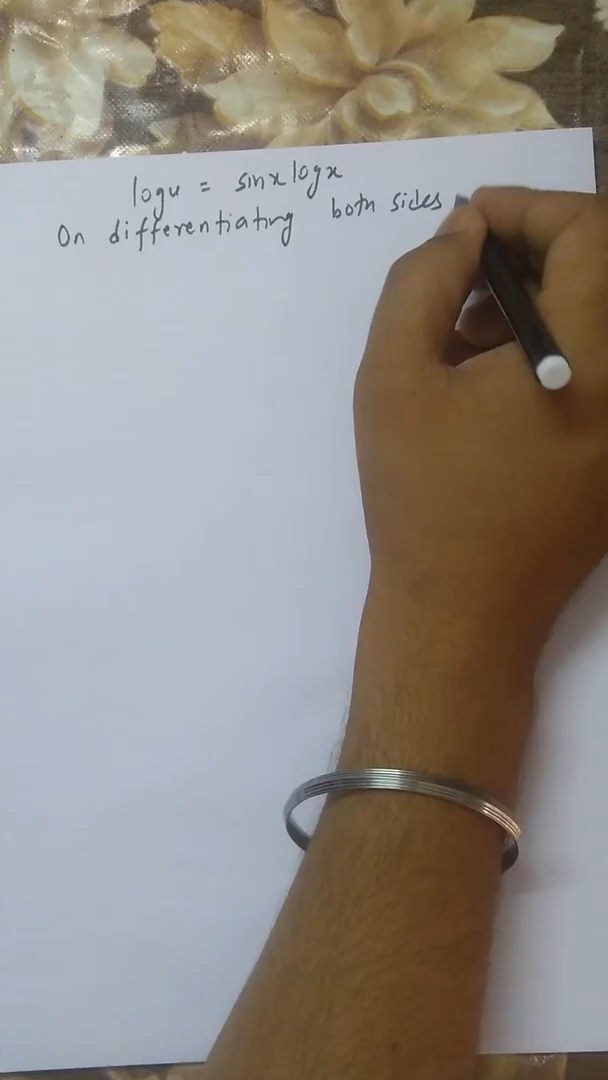 logu = sinx logx
On differentiating both sides